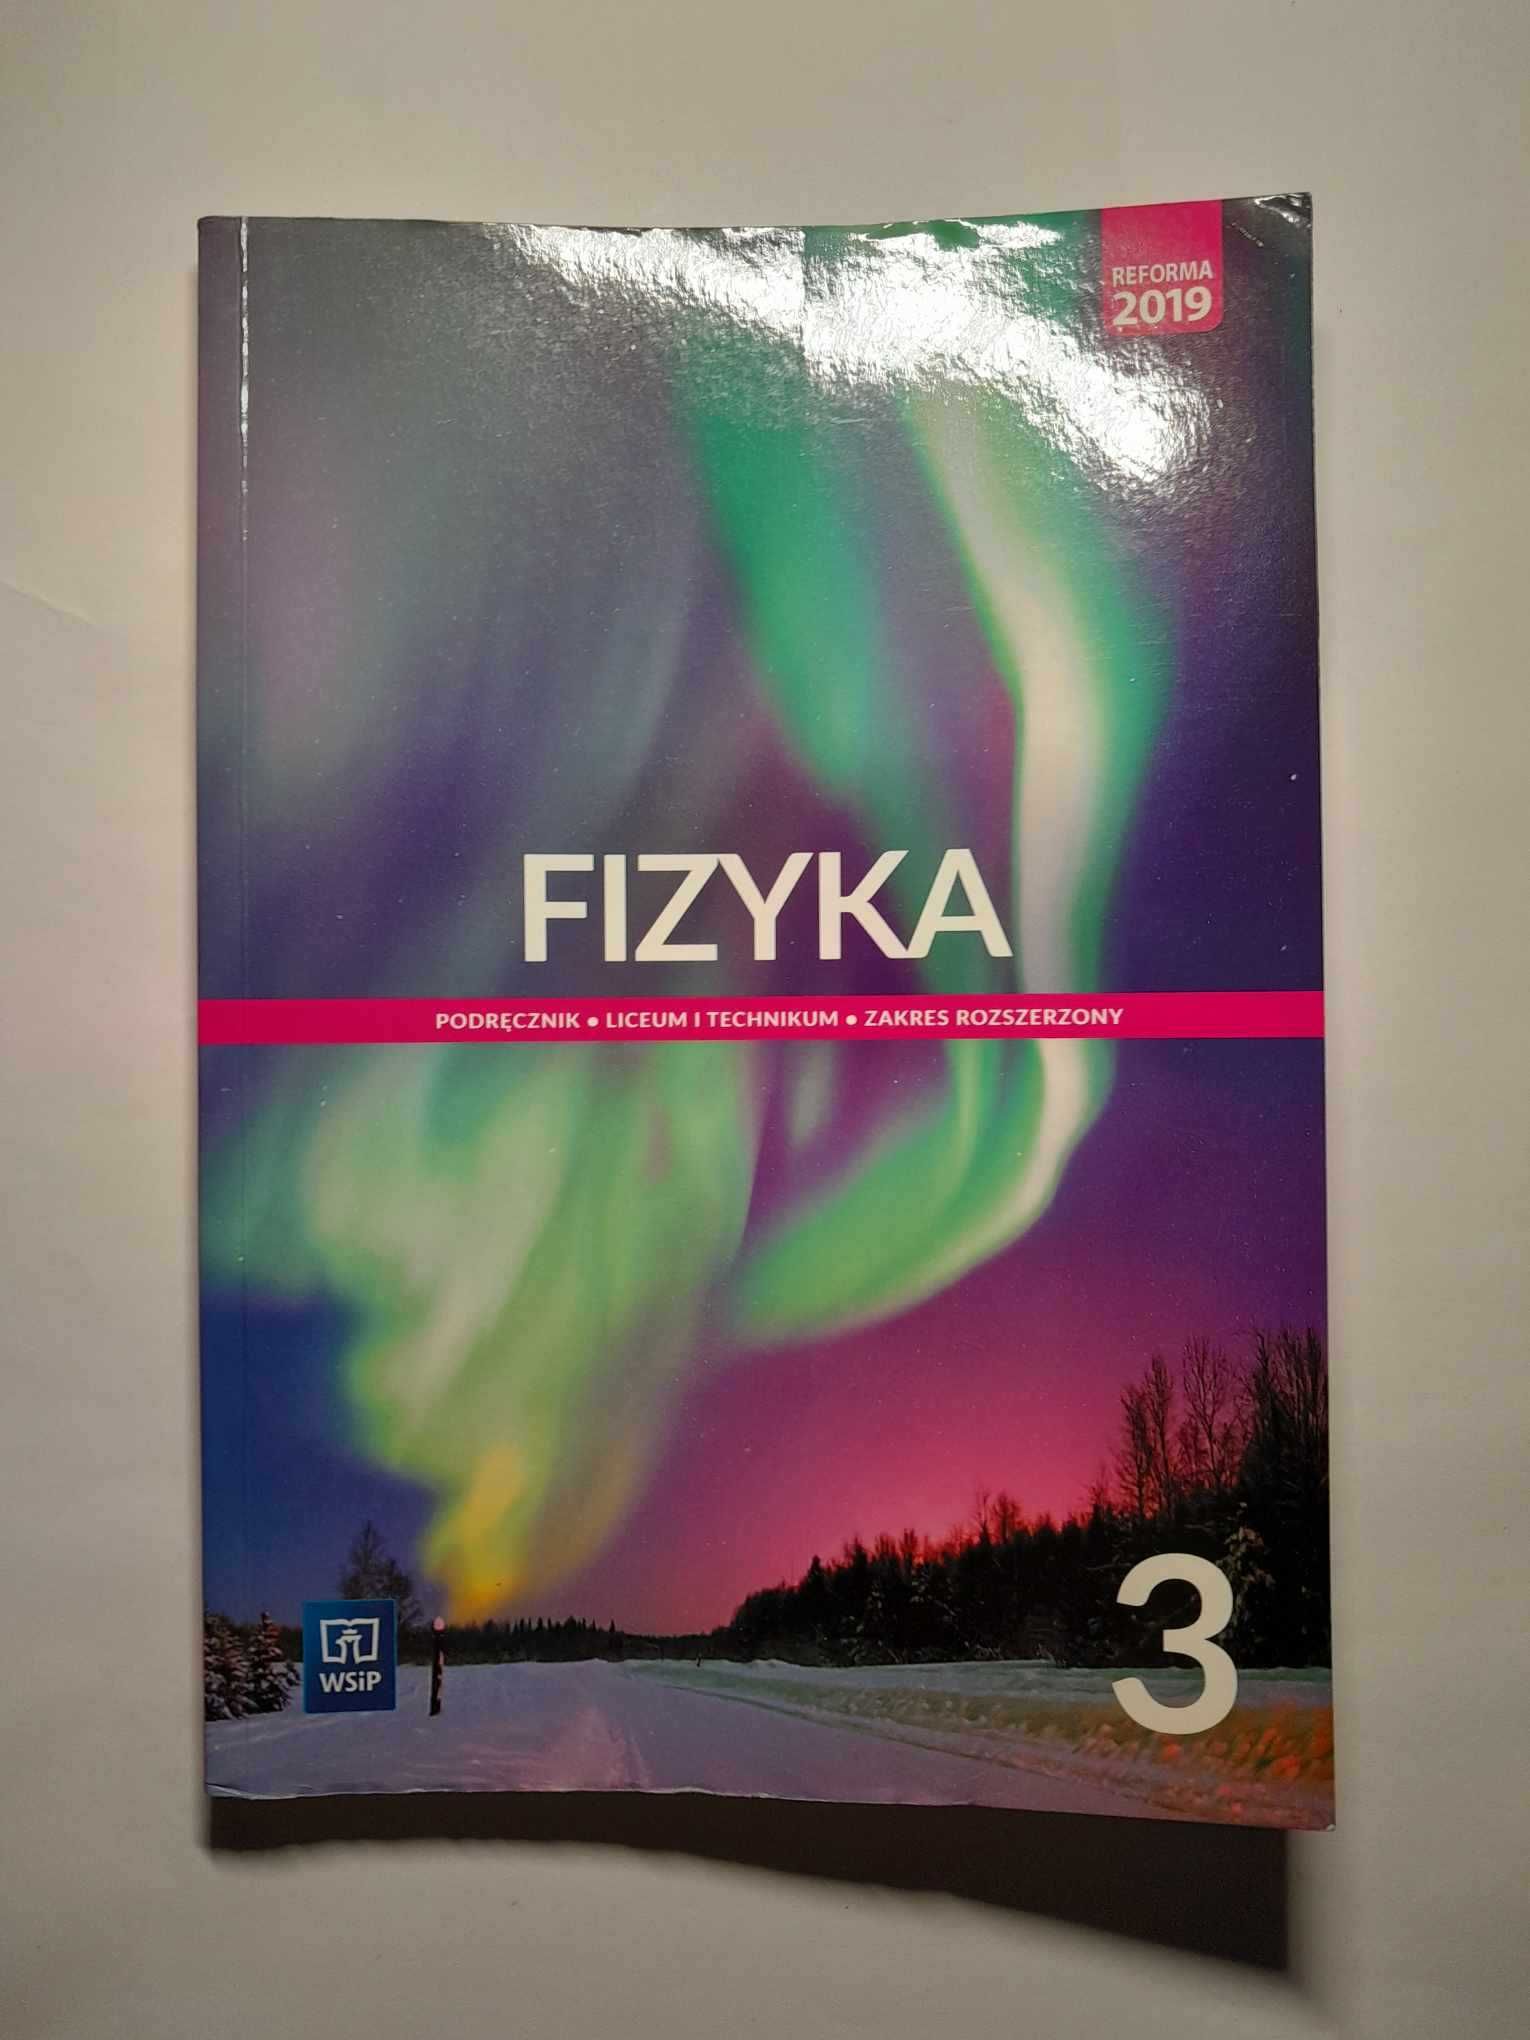 REFORMA
2019
FIZYKA
PODRĘCZNIK • LICEUM I TECHNIKUM • ZAKRES ROZSZERZONY
3
WSiP